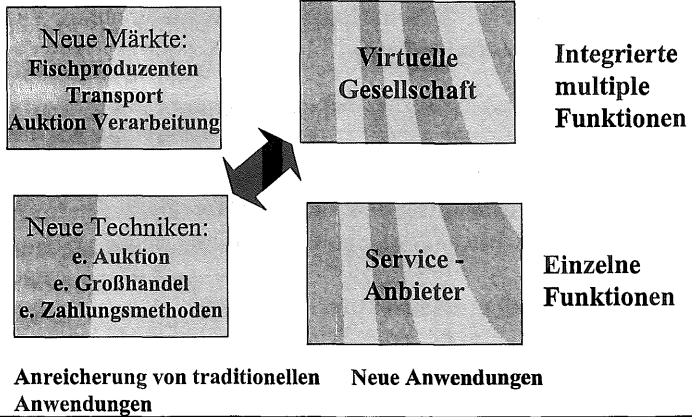 Neue Märkte:
Fischproduzenten
Transport
Auktion Verarbeitung
Virtuelle
Gesellschaft
Integrierte
multiple
Funktionen
Neue Techniken:
e. Auktion
e. Großhandel
e. Zahlungsmethoden
Service -
Anbieter
Einzelne
Funktionen
Anreicherung von traditionellen
Anwendungen
Neue Anwendungen